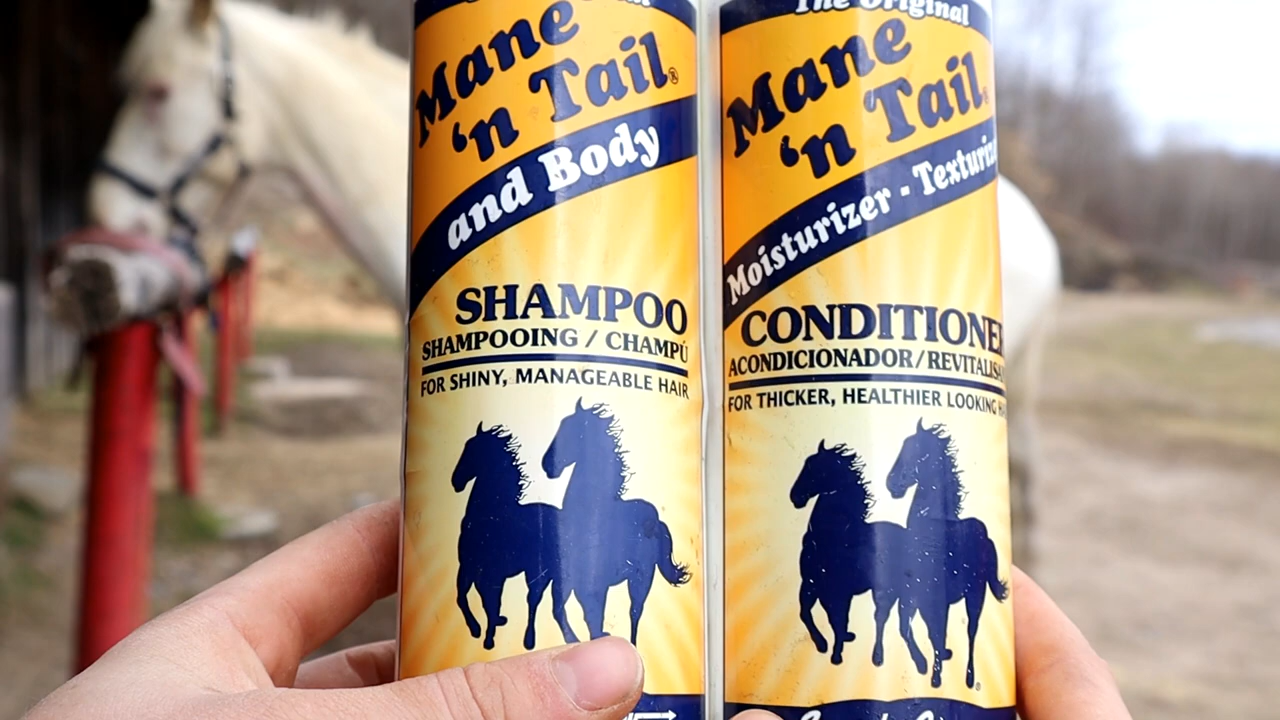 Mane
'n Tail®
and Body
SHAMPOO
SHAMPOOING / CHAMPÚ
FOR SHINY, MANAGEABLE HAIR
The Original
Mane
'n Tail®
Moisturizer - Texturiz
CONDITIONER
ACONDICIONADOR/REVITALISA
FOR THICKER, HEALTHIER LOOKING